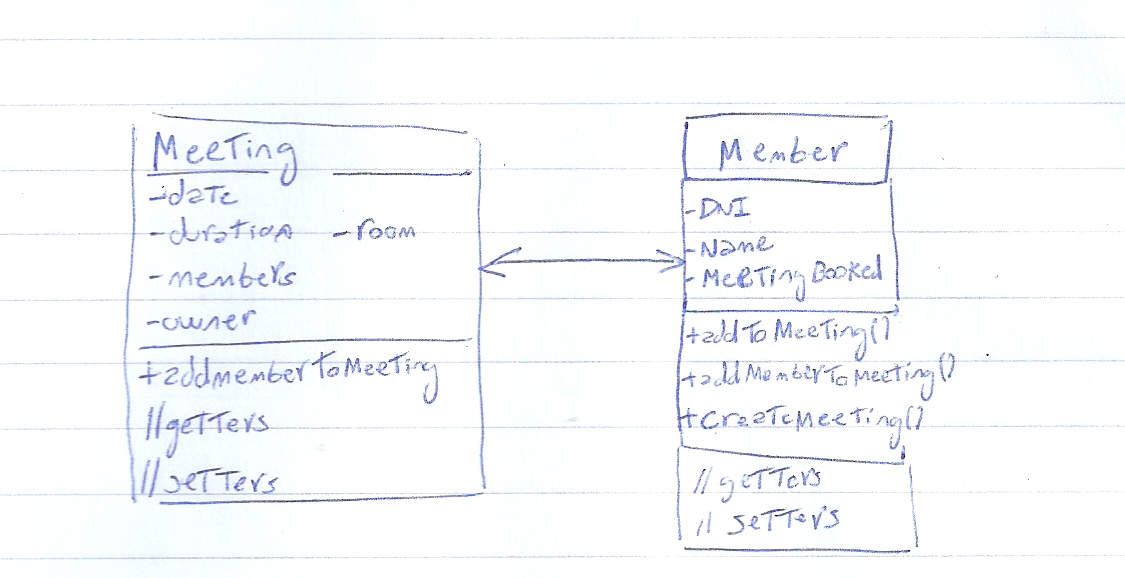 Meeting
-date
-duration -room
-members
-owner
+addmemberToMeeting
//getters
//setters
Member
-DNI
-Name
-MeetingBooked
+addToMeeting()
+addMemberToMeeting()
+CreateMeeting()
//getters
// setters